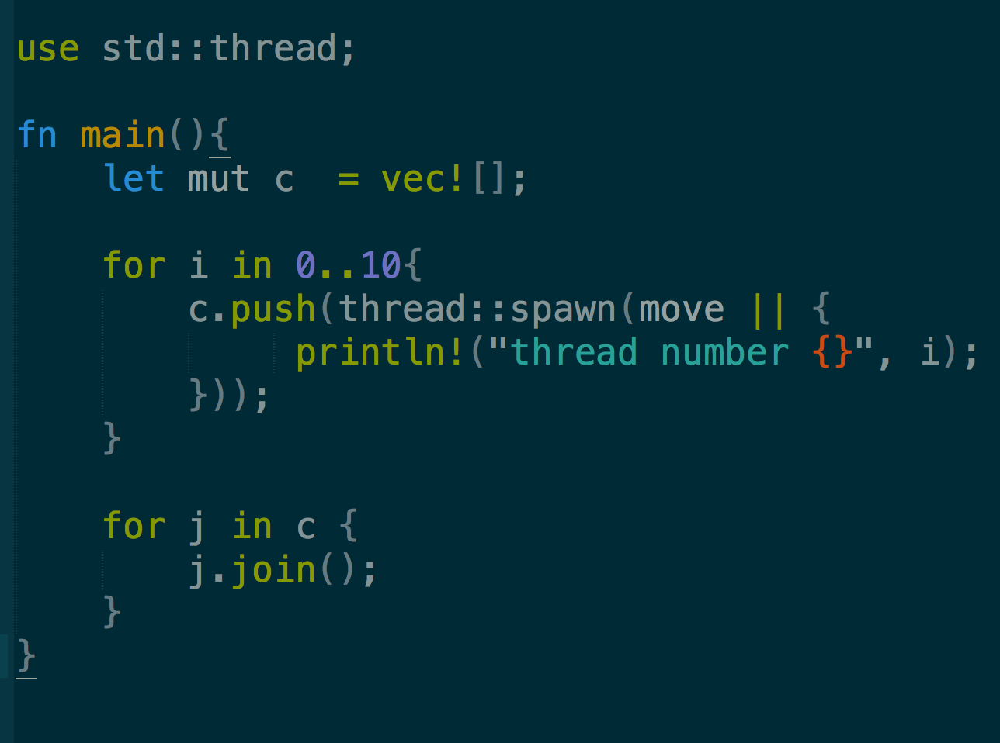 use std::thread;
fn main(){
    let mut c  = vec![];
    for i in 0..10{
        c.push(thread::spawn(move || {
             println!("thread number {}", i);
        }));
    }
    for j in c {
        j.join();
    }
}